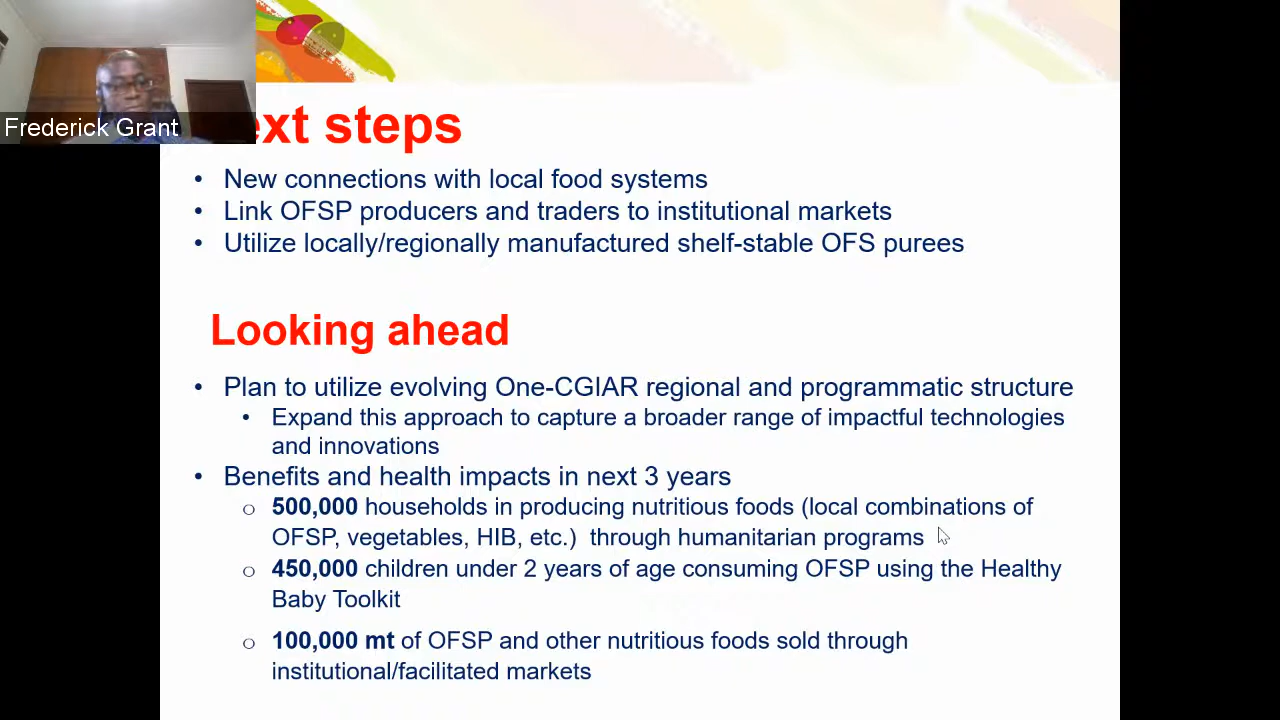 Frederick Grant
ext steps
• New connections with local food systems
• Link OFSP producers and traders to institutional markets
• Utilize locally/regionally manufactured shelf-stable OFS purees
Looking ahead
• Plan to utilize evolving One-CGIAR regional and programmatic structure
• Expand this approach to capture a broader range of impactful technologies
and innovations
• Benefits and health impacts in next 3 years
o 500,000 households in producing nutritious foods (local combinations of
OFSP, vegetables, HIB, etc.) through humanitarian programs
o 450,000 children under 2 years of age consuming OFSP using the Healthy
Baby Toolkit
o 100,000 mt of OFSP and other nutritious foods sold through
institutional/facilitated markets